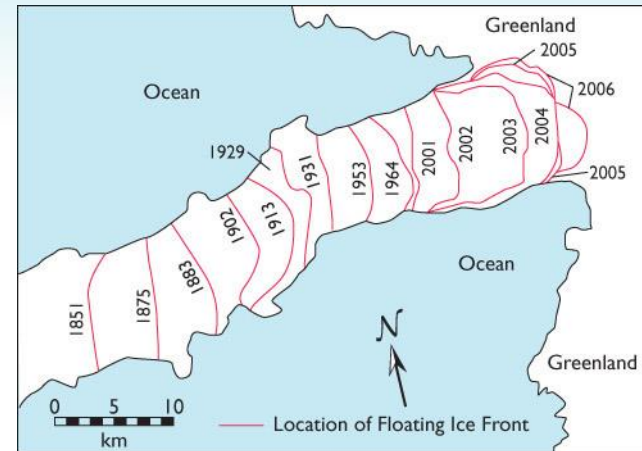 Greenland
2005
Ocean
2006
1929
1931
1953
1964
2001
2002
2003
2004
2005
1902
1913
1883
1875
1851
Ocean
N
Greenland
0 5 10
km
Location of Floating Ice Front